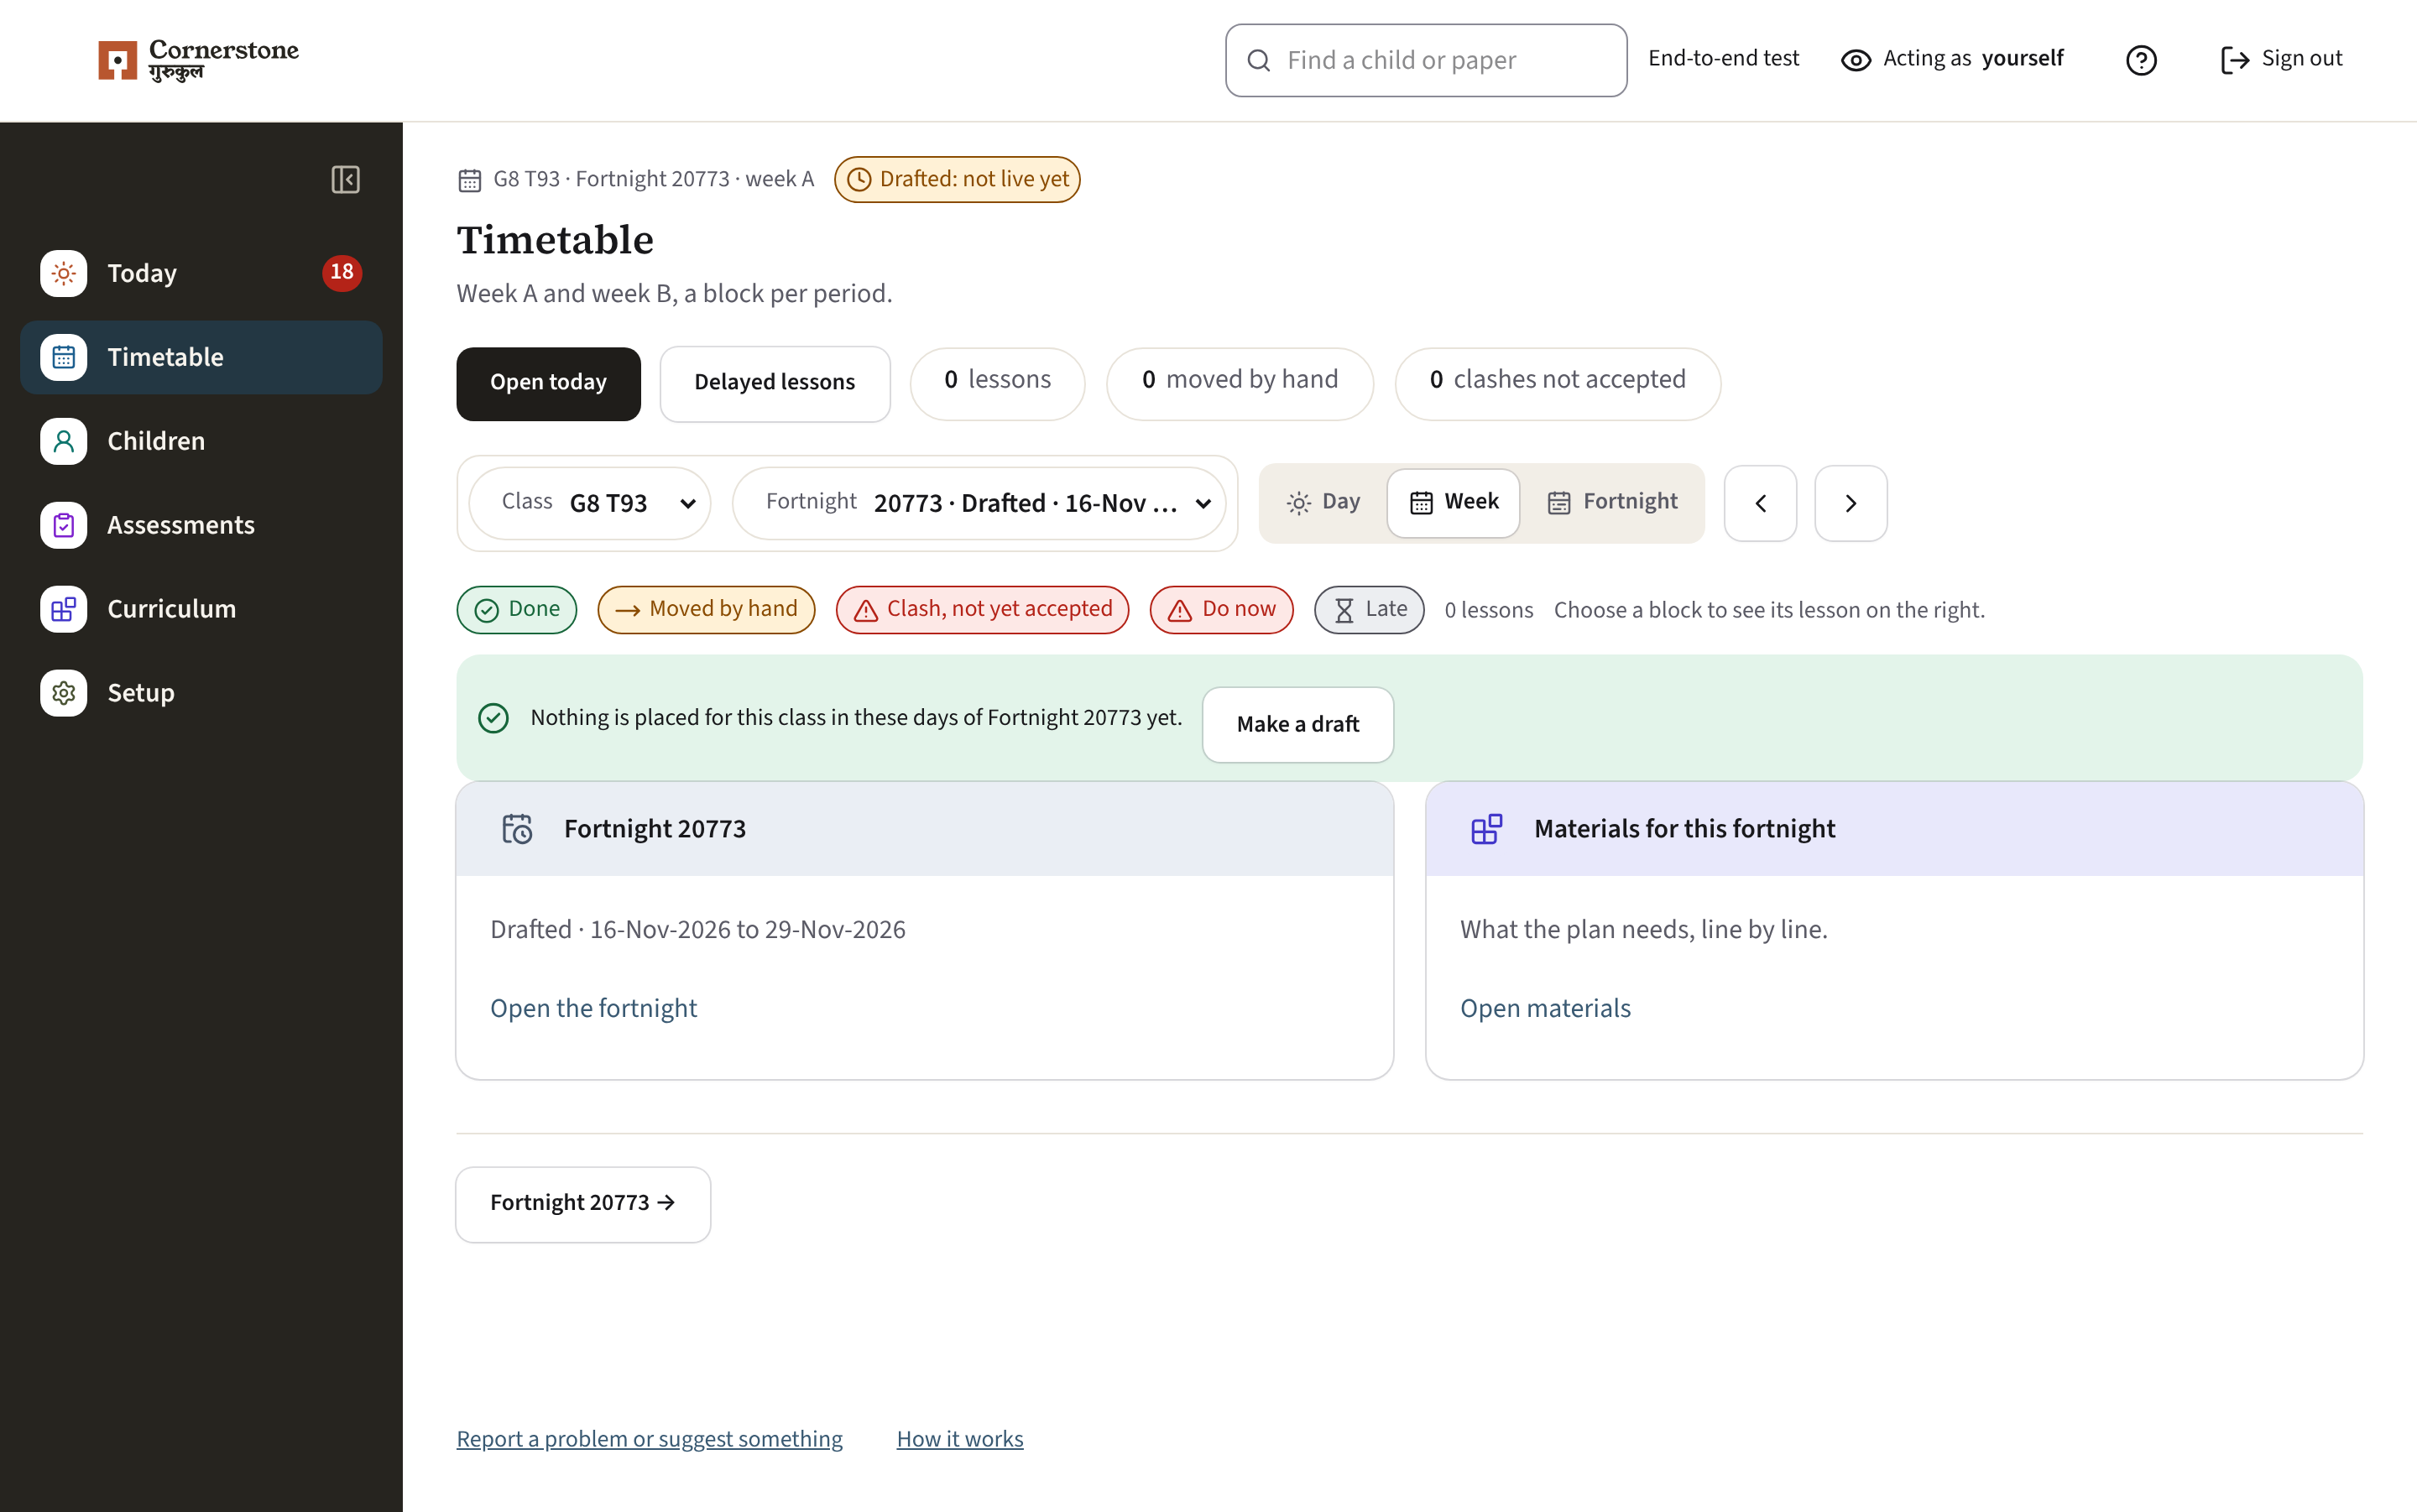 Cornerstone
गुरुकुल
Find a child or paper
End-to-end test
Acting as yourself
Sign out
Today 18
Timetable
Children
Assessments
Curriculum
Setup
G8 T93 · Fortnight 20773 · week A
Drafted: not live yet
Timetable
Week A and week B, a block per period.
Open today
Delayed lessons
0 lessons
0 moved by hand
0 clashes not accepted
Class G8 T93
Fortnight 20773 · Drafted · 16-Nov ...
Day
Week
Fortnight
Done
Moved by hand
Clash, not yet accepted
Do now
Late
0 lessons
Choose a block to see its lesson on the right.
Nothing is placed for this class in these days of Fortnight 20773 yet.
Make a draft
Fortnight 20773
Drafted · 16-Nov-2026 to 29-Nov-2026
Open the fortnight
Materials for this fortnight
What the plan needs, line by line.
Open materials
Fortnight 20773 →
Report a problem or suggest something
How it works